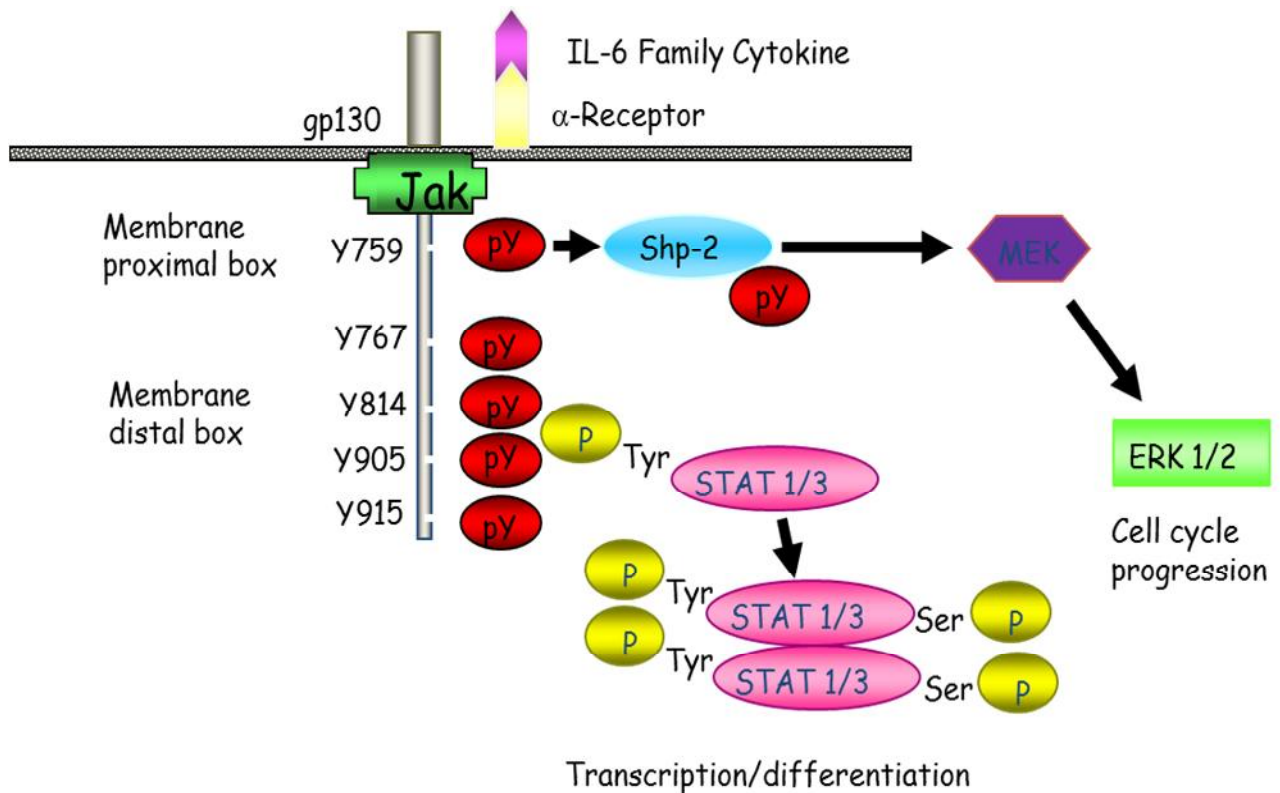 IL-6 Family Cytokine
gp130
α-Receptor
Jak
Membrane
proximal box
Y759
pY
Shp-2
pY
MEK
Y767
pY
Membrane
distal box
Y814
pY
P
Tyr
STAT 1/3
Y905
pY
ERK 1/2
Y915
pY
Cell cycle
progression
P
Tyr
STAT 1/3
Ser
P
P
Tyr
STAT 1/3
Ser
P
Transcription/differentiation